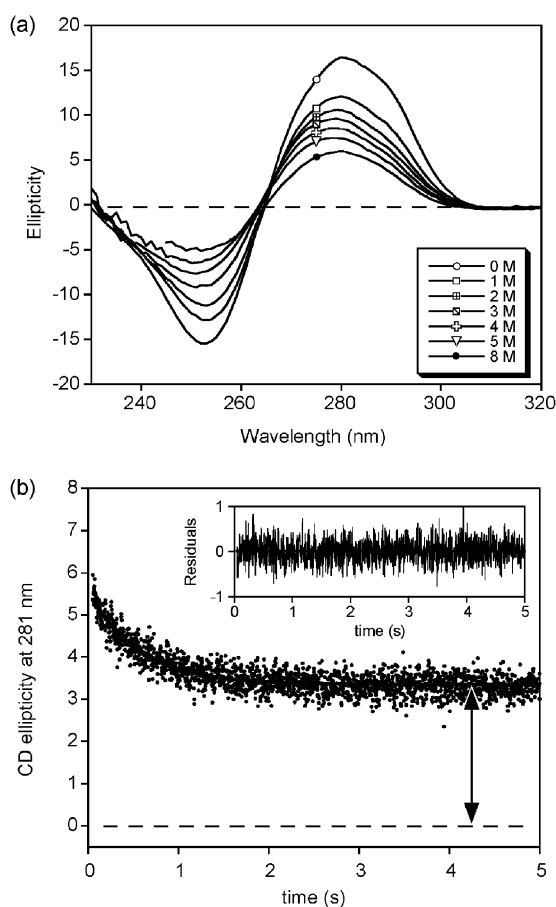 (a)
20
15
10
5
0
-5
-10
-15
-20
Ellipticity
0 M
1 M
2 M
3 M
4 M
5 M
8 M
240
260
280
300
320
Wavelength (nm)
(b)
8
7
6
5
4
3
2
1
0
CD ellipticity at 281 nm
1
0
-1
Residuals
0
1
2
3
4
5
time (s)
0
1
2
3
4
5
time (s)